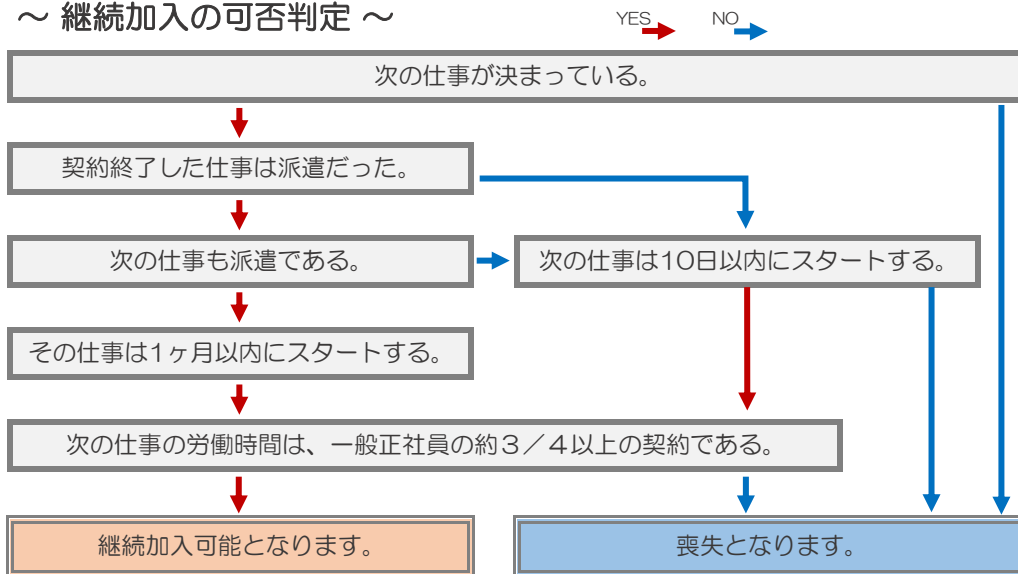 ～ 継続加入の可否判定 ～
YES NO
次の仕事が決まっている。
契約終了した仕事は派遣だった。
次の仕事も派遣である。
次の仕事は10日以内にスタートする。
その仕事は1ヶ月以内にスタートする。
次の仕事の労働時間は、一般正社員の約３／４以上の契約である。
継続加入可能となります。
喪失となります。